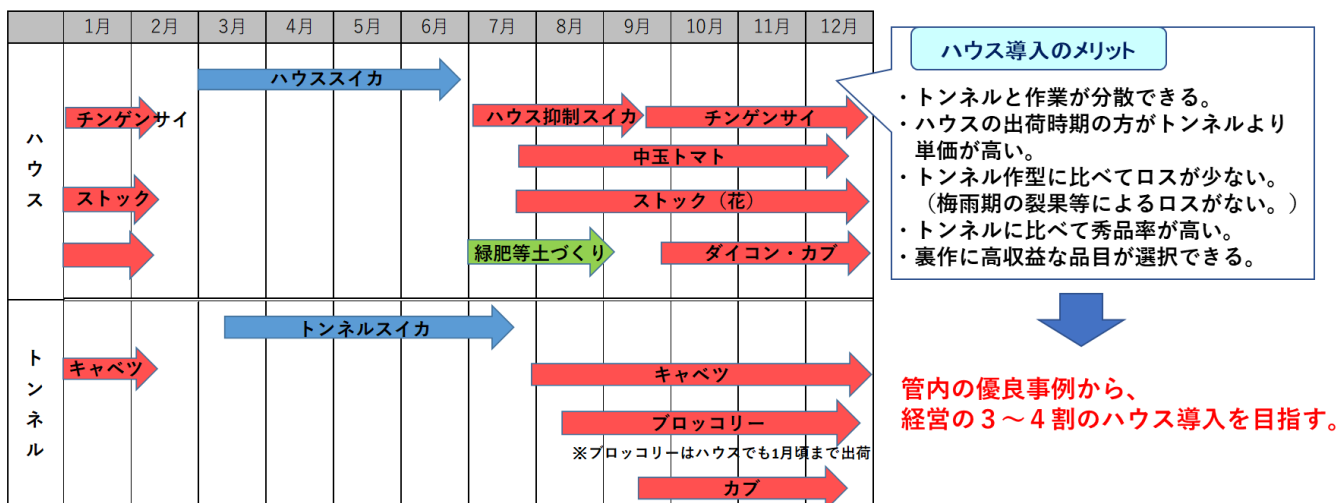 1月 2月 3月 4月 5月 6月 7月 8月 9月 10月 11月 12月
ハウス
ハウススイカ
チンゲンサイ
ハウス抑制スイカ
チンゲンサイ
中玉トマト
ストック
ストック（花）
緑肥等土づくり
ダイコン・カブ
トンネル
トンネルスイカ
キャベツ
キャベツ
ブロッコリー
※ブロッコリーはハウスでも1月頃まで出荷
カブ
ハウス導入のメリット
・トンネルと作業が分散できる。
・ハウスの出荷時期の方がトンネルより
単価が高い。
・トンネル作型に比べてロスが少ない。
（梅雨期の裂果等によるロスがない。）
・トンネルに比べて秀品率が高い。
・裏作に高収益な品目が選択できる。
管内の優良事例から、
経営の３～４割のハウス導入を目指す。